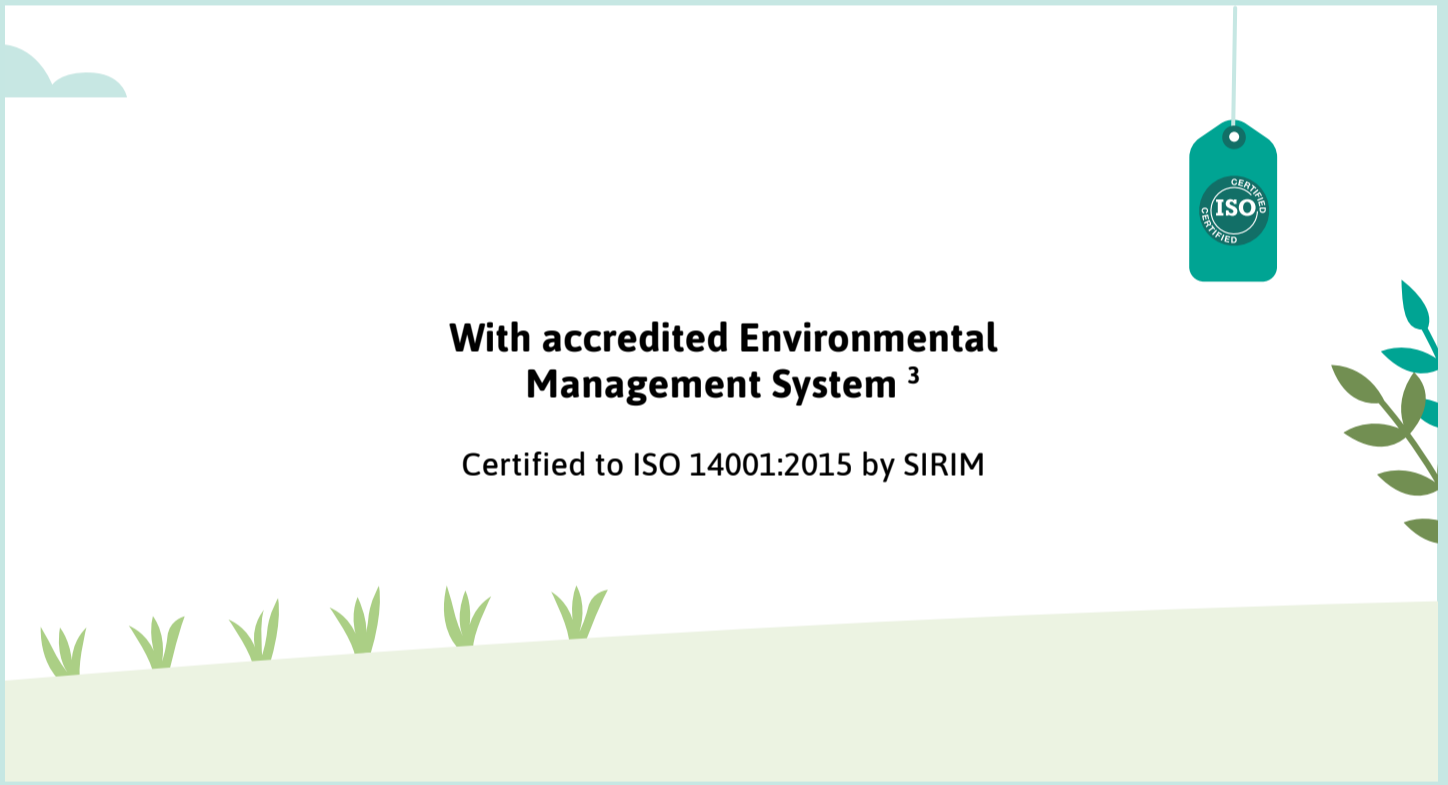 CERTIFIED
ISO
CERTIFIED
With accredited Environmental
Management System ³
Certified to ISO 14001:2015 by SIRIM